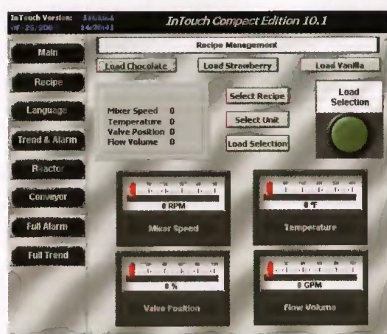 InTouch Version:
InTouch Compact Edition 10.1
Main
Recipe
Language
Trend & Alarm
Reactor
Conveyor
Full Alarm
Full Trend
Recipe Management
Load Chocolate
Load Strawberry
Load Vanilla
Mixer Speed 0
Temperature 0
Valve Position 0
Flow Volume 0
Select Recipe
Select Unit
Load Selection
Load
Selection
0 RPM
Mixer Speed
0 °F
Temperature
0 %
Valve Position
0 GPM
Flow Volume